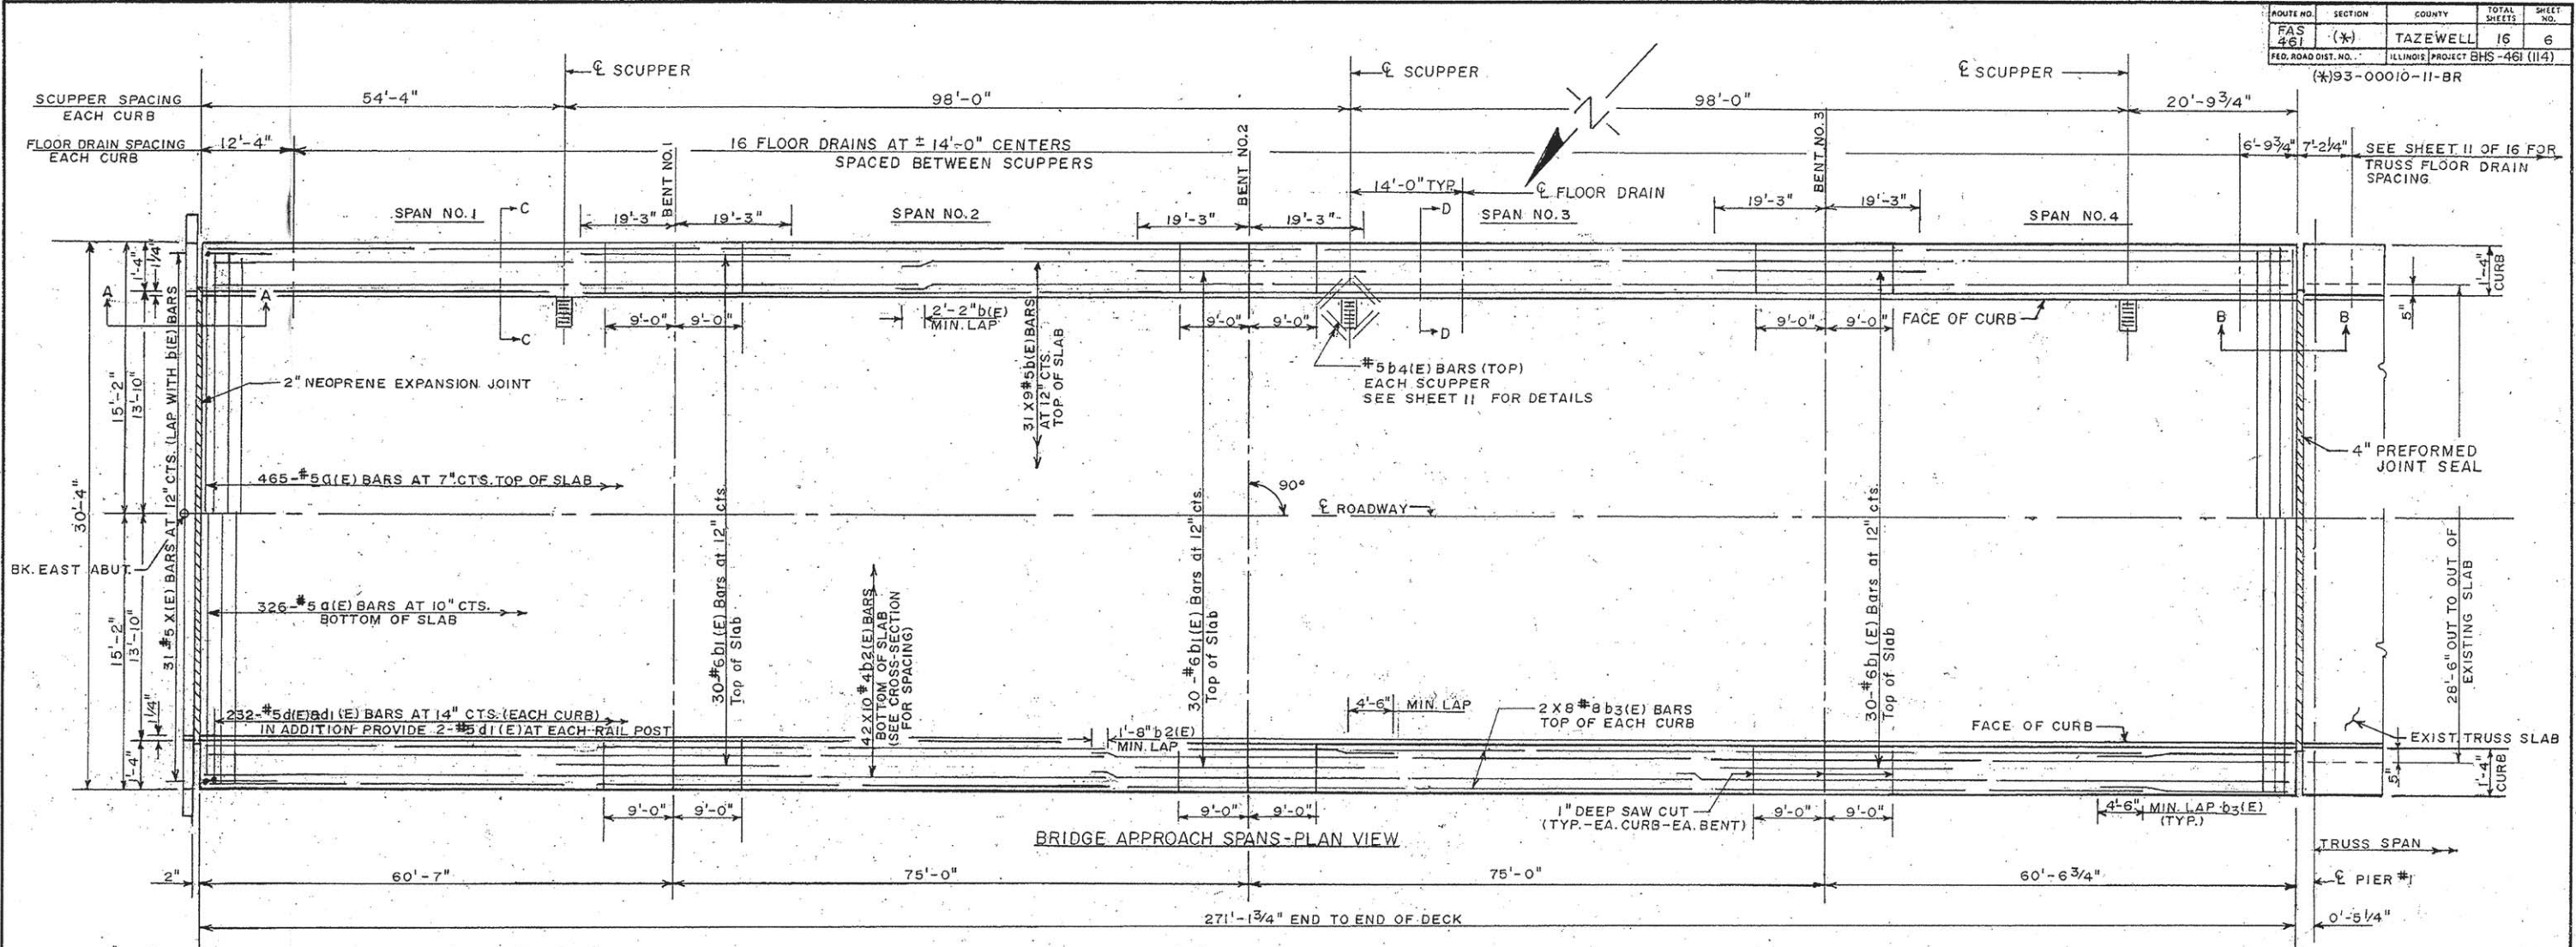 ROUTE NO. SECTION COUNTY TOTAL SHEETS SHEET NO.
FAS 461 (*) TAZEWELL 16 6
FED. ROAD DIST. NO. ILLINOIS PROJECT BHS-461 (114)
(*)93-00010-11-BR
℄ SCUPPER
℄ SCUPPER
℄ SCUPPER
SCUPPER SPACING
EACH CURB
54'-4"
98'-0"
98'-0"
20'-9 3/4"
N
FLOOR DRAIN SPACING
EACH CURB
12'-4"
16 FLOOR DRAINS AT ± 14'-0" CENTERS
SPACED BETWEEN SCUPPERS
6'-9 3/4"
7'-2 1/4"
SEE SHEET 11 OF 16 FOR
TRUSS FLOOR DRAIN
SPACING
BENT NO.1
BENT NO.2
BENT NO.3
14'-0" TYP.
℄ FLOOR DRAIN
SPAN NO.1
C
19'-3"
19'-3"
SPAN NO.2
19'-3"
19'-3"
D
SPAN NO.3
19'-3"
19'-3"
SPAN NO.4
1'-4"
1 1/4"
A
A
C
9'-0"
9'-0"
2'-2" b(E)
MIN. LAP
9'-0"
9'-0"
D
9'-0"
9'-0"
FACE OF CURB
B
B
1'-4"
CURB
5"
#5 b4(E) BARS (TOP)
EACH SCUPPER
SEE SHEET 11 FOR DETAILS
2" NEOPRENE EXPANSION JOINT
31 X 9 #5 b(E) BARS
AT 12" CTS.
TOP OF SLAB
30'-4"
15'-2"
13'-10"
31 #5 X(E) BARS AT 12" CTS. (LAP WITH b(E) BARS
4" PREFORMED
JOINT SEAL
465-#5 a(E) BARS AT 7" CTS. TOP OF SLAB
90°
℄ ROADWAY
BK. EAST ABUT.
326-#5 a(E) BARS AT 10" CTS.
BOTTOM OF SLAB
15'-2"
13'-10"
30-#6 b1(E) Bars at 12" cts.
Top of Slab
42 X 10 #4 b2(E) BARS
BOTTOM OF SLAB
(SEE CROSS-SECTION
FOR SPACING)
30-#6 b1(E) Bars at 12" cts.
Top of Slab
30-#6 b1(E) Bars at 12" cts.
Top of Slab
28'-6" OUT TO OUT OF
EXISTING SLAB
1 1/4"
1'-4"
232-#5 d(E)&d1(E) BARS AT 14" CTS. (EACH CURB)
IN ADDITION PROVIDE 2-#5 d1(E) AT EACH RAIL POST
1'-8" b2(E)
MIN. LAP
4'-6" MIN. LAP
2 X 8 #8 b3(E) BARS
TOP OF EACH CURB
FACE OF CURB
EXIST. TRUSS SLAB
5"
1'-4"
CURB
9'-0"
9'-0"
9'-0"
9'-0"
1" DEEP SAW CUT
(TYP.-EA. CURB-EA. BENT)
9'-0"
9'-0"
4'-6" MIN. LAP b3(E)
(TYP.)
BRIDGE APPROACH SPANS-PLAN VIEW
TRUSS SPAN
2"
60'-7"
75'-0"
75'-0"
60'-6 3/4"
℄ PIER #1
271'-1 3/4" END TO END OF DECK
0'-5 1/4"